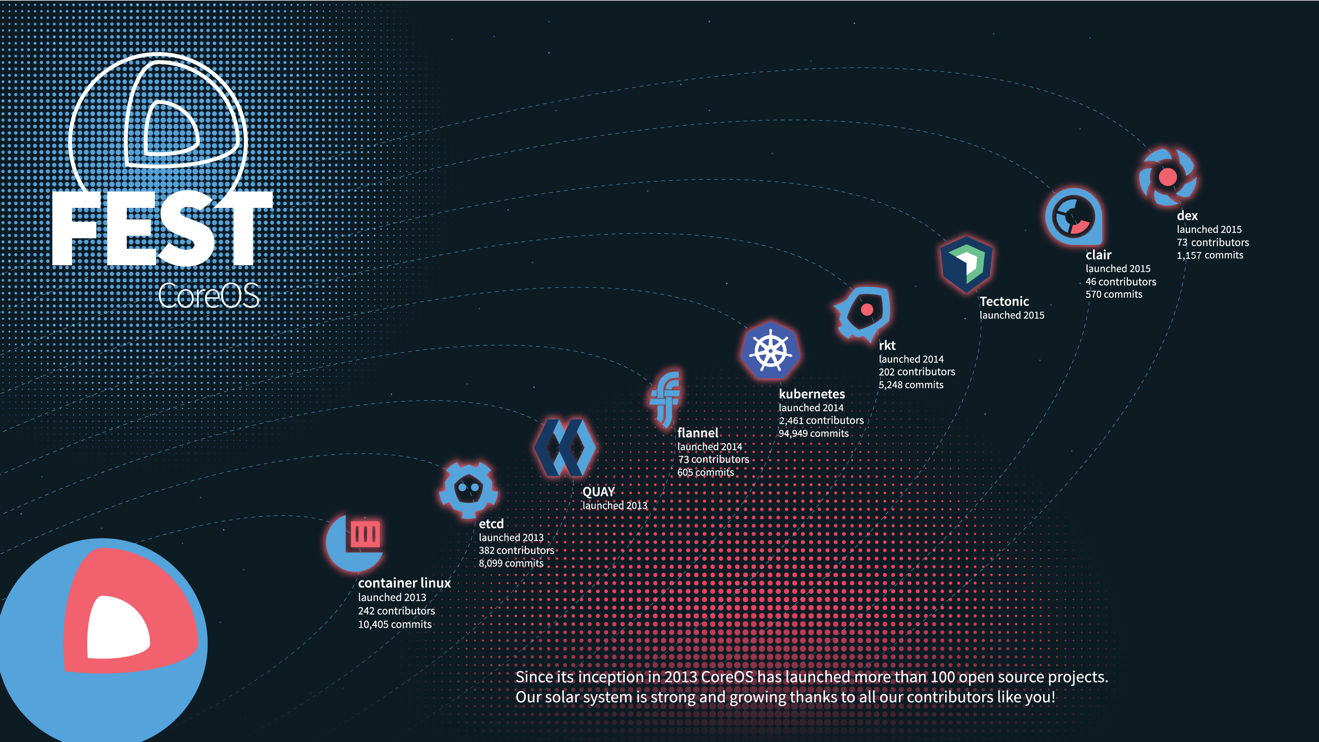 FEST
CoreOS
dex
launched 2015
73 contributors
1,157 commits
clair
launched 2015
46 contributors
570 commits
Tectonic
launched 2015
rkt
launched 2014
202 contributors
5,248 commits
kubernetes
launched 2014
2,461 contributors
94,949 commits
flannel
launched 2014
73 contributors
605 commits
QUAY
launched 2013
etcd
launched 2013
382 contributors
8,099 commits
container linux
launched 2013
242 contributors
10,405 commits
Since its inception in 2013 CoreOS has launched more than 100 open source projects.
Our solar system is strong and growing thanks to all our contributors like you!